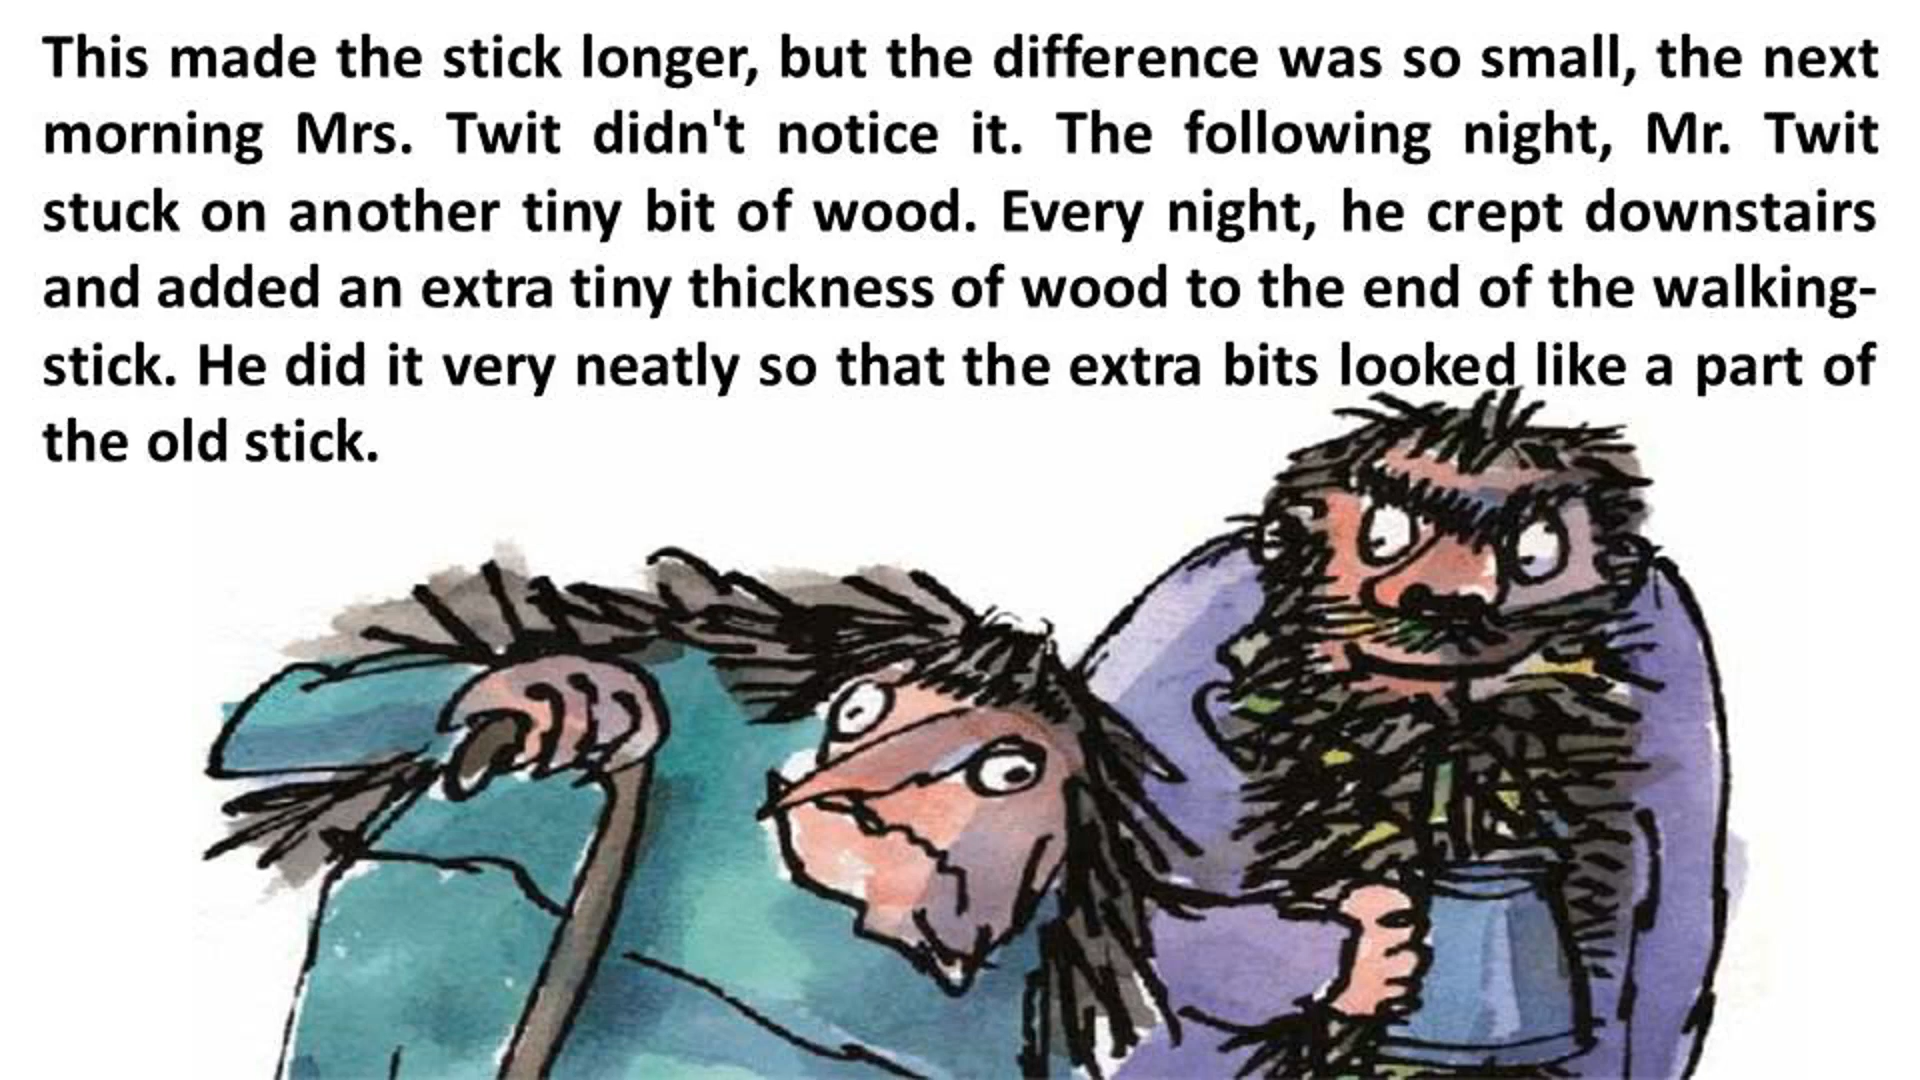 This made the stick longer, but the difference was so small, the next
morning Mrs. Twit didn't notice it. The following night, Mr. Twit
stuck on another tiny bit of wood. Every night, he crept downstairs
and added an extra tiny thickness of wood to the end of the walking-
stick. He did it very neatly so that the extra bits looked like a part of
the old stick.